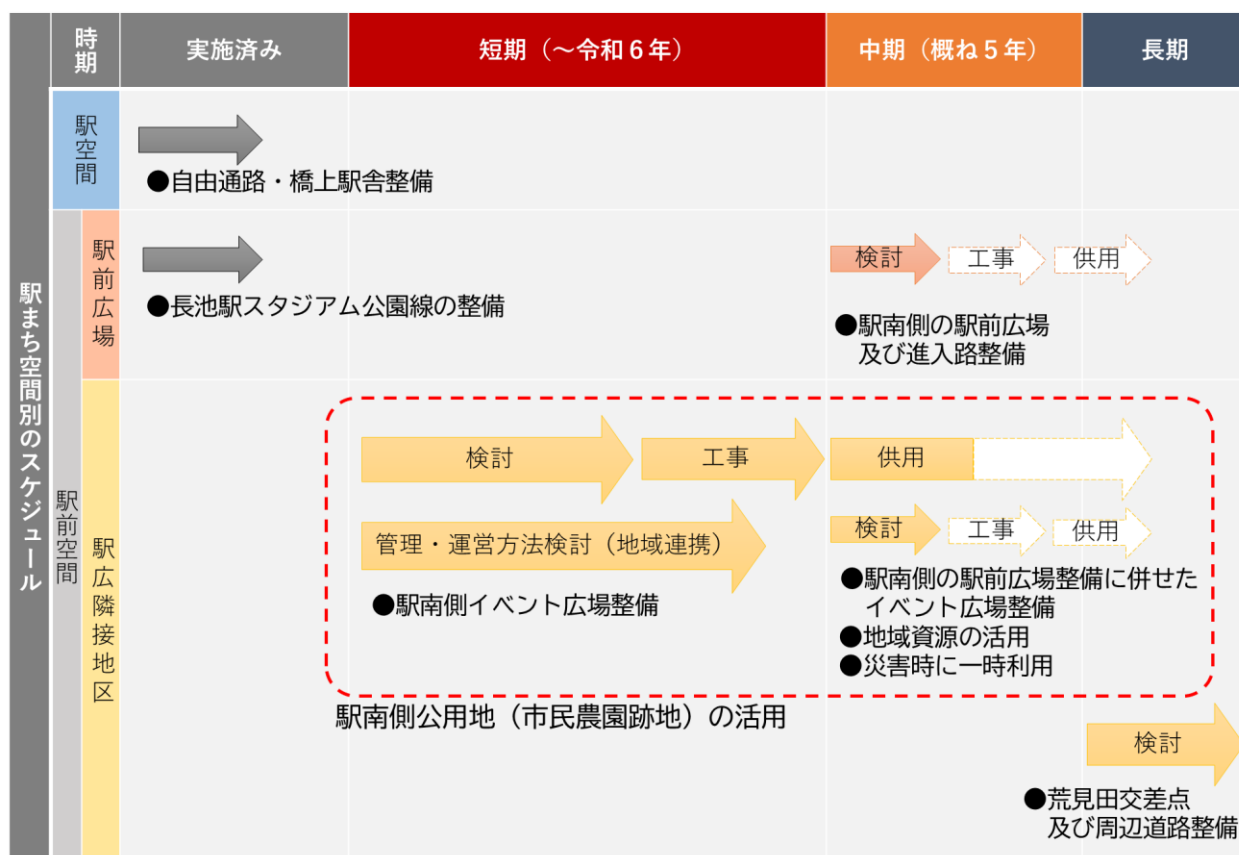 駅まち空間別のスケジュール
時期
実施済み
短期（～令和６年）
中期（概ね５年）
長期
駅空間
●自由通路・橋上駅舎整備
駅前空間
駅前広場
●長池駅スタジアム公園線の整備
検討
工事
供用
●駅南側の駅前広場
及び進入路整備
駅広隣接地区
検討
工事
供用
管理・運営方法検討（地域連携）
●駅南側イベント広場整備
検討
工事
供用
●駅南側の駅前広場整備に併せた
イベント広場整備
●地域資源の活用
●災害時に一時利用
駅南側公用地（市民農園跡地）の活用
検討
●荒見田交差点
及び周辺道路整備